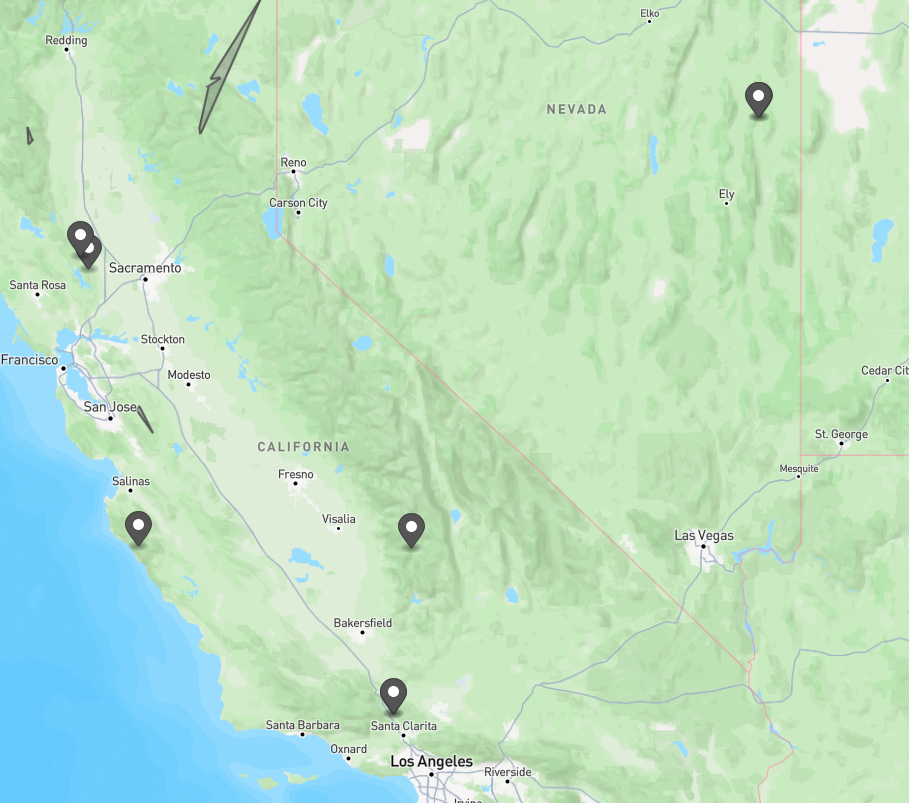 Elko
Redding
NEVADA
Reno
Ely
Carson City
Sacramento
Santa Rosa
Stockton
Francisco
Modesto
Cedar Cit
San Jose
St. George
CALIFORNIA
Mesquite
Fresno
Salinas
Visalia
Las Vegas
Bakersfield
Santa Barbara
Santa Clarita
Oxnard
Los Angeles
Riverside
Irvine